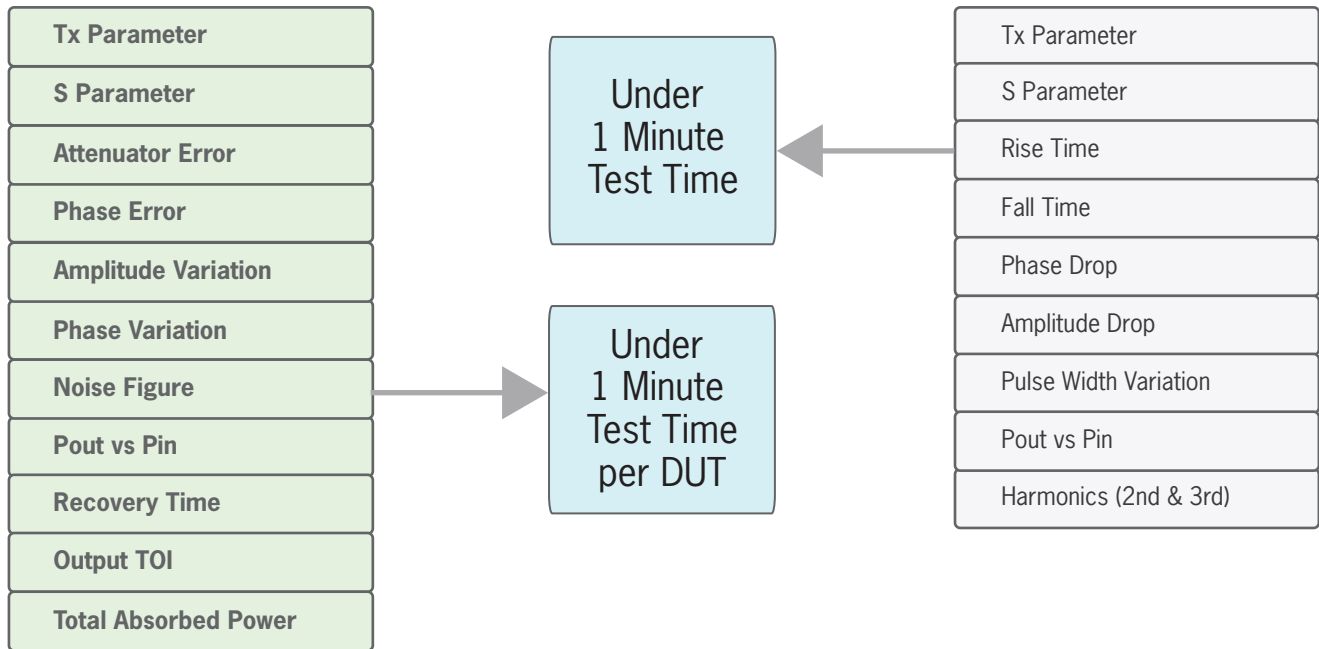 Tx Parameter
S Parameter
Attenuator Error
Phase Error
Amplitude Variation
Phase Variation
Noise Figure
Pout vs Pin
Recovery Time
Output TOI
Total Absorbed Power
Under
1 Minute
Test Time
Under
1 Minute
Test Time
per DUT
Tx Parameter
S Parameter
Rise Time
Fall Time
Phase Drop
Amplitude Drop
Pulse Width Variation
Pout vs Pin
Harmonics (2nd & 3rd)